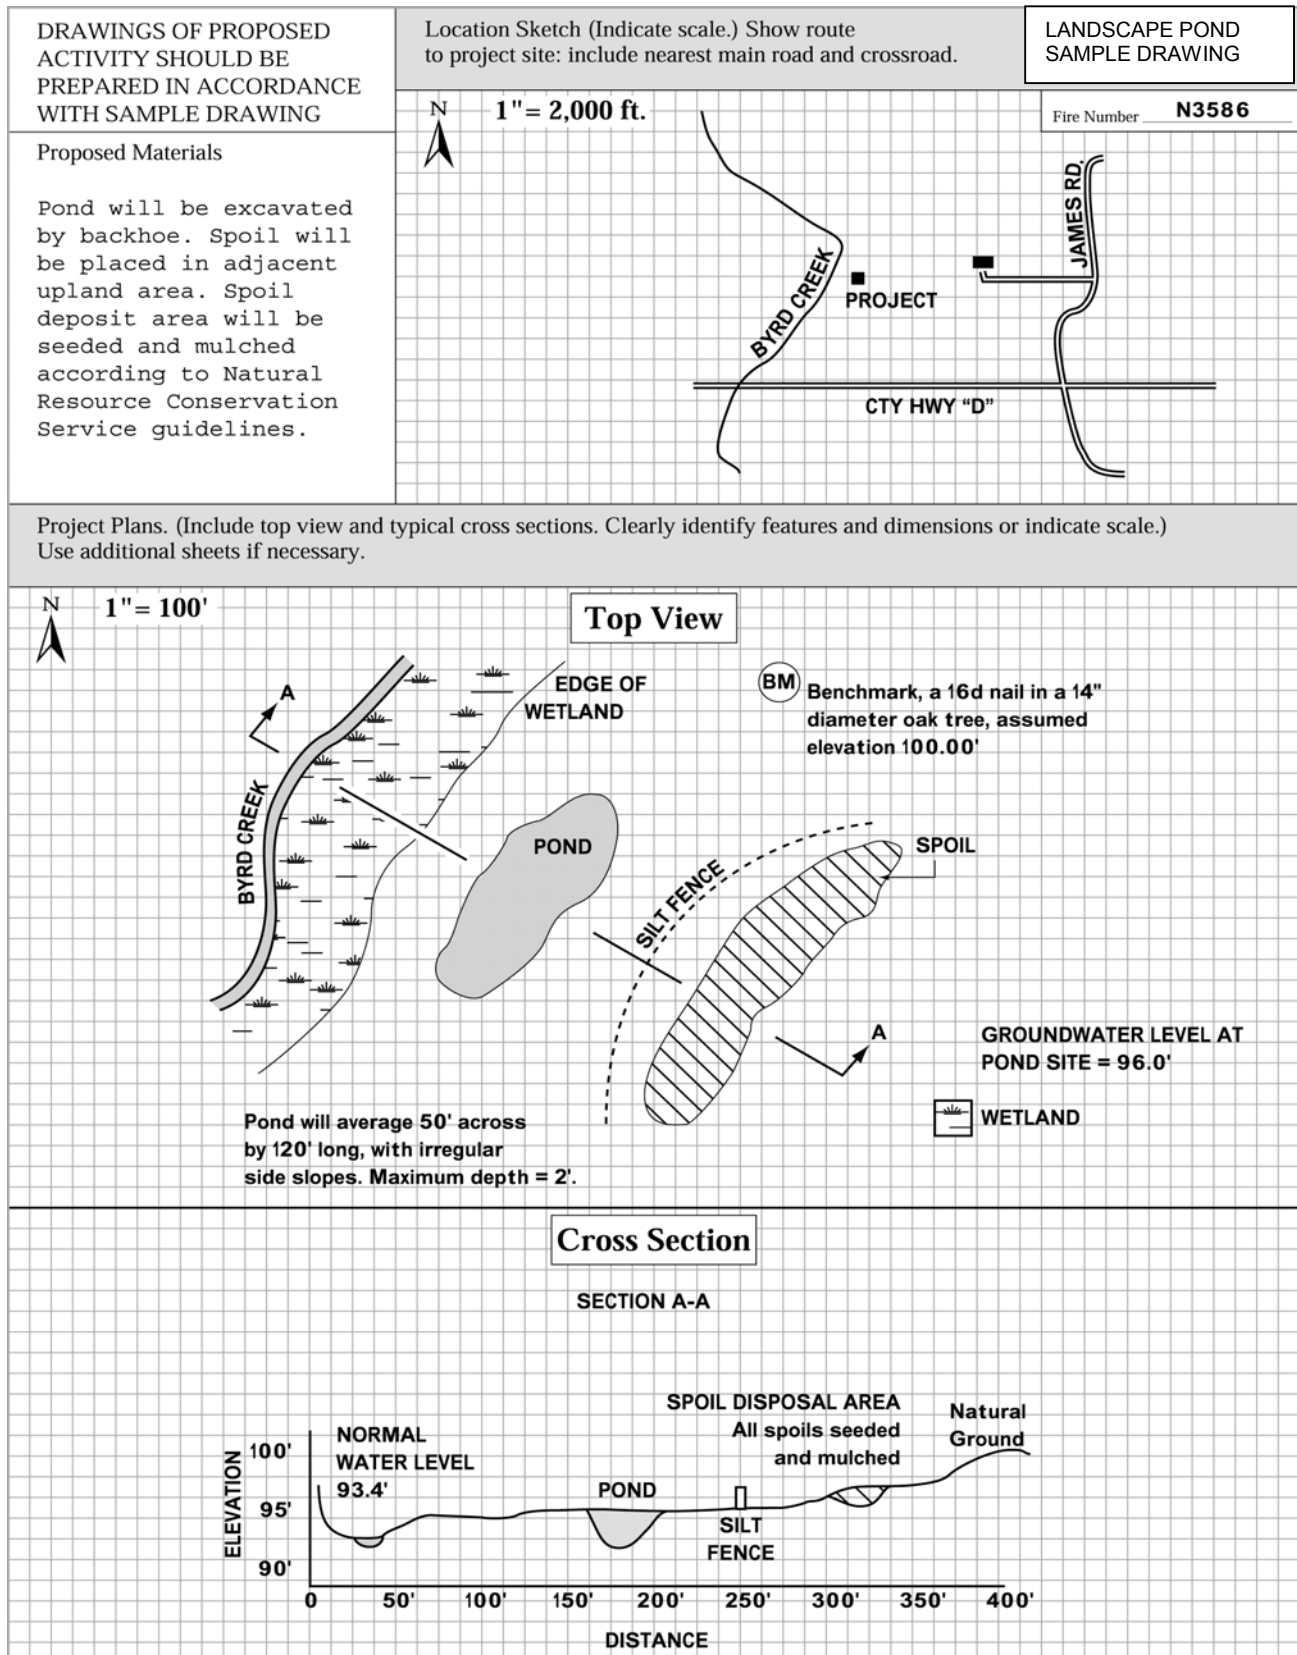 DRAWINGS OF PROPOSED
ACTIVITY SHOULD BE
PREPARED IN ACCORDANCE
WITH SAMPLE DRAWING
Proposed Materials
Pond will be excavated
by backhoe. Spoil will
be placed in adjacent
upland area. Spoil
deposit area will be
seeded and mulched
according to Natural
Resource Conservation
Service guidelines.
Location Sketch (Indicate scale.) Show route
to project site: include nearest main road and crossroad.
LANDSCAPE POND
SAMPLE DRAWING
N
1"= 2,000 ft.
Fire Number N3586
JAMES RD.
BYRD CREEK
PROJECT
CTY HWY “D”
Project Plans. (Include top view and typical cross sections. Clearly identify features and dimensions or indicate scale.)
Use additional sheets if necessary.
N
1"= 100'
Top View
A
EDGE OF
WETLAND
BM
Benchmark, a 16d nail in a 14"
diameter oak tree, assumed
elevation 100.00'
BYRD CREEK
POND
SILT FENCE
SPOIL
A
GROUNDWATER LEVEL AT
POND SITE = 96.0'
WETLAND
Pond will average 50' across
by 120' long, with irregular
side slopes. Maximum depth = 2'.
Cross Section
SECTION A-A
SPOIL DISPOSAL AREA
All spoils seeded
and mulched
Natural
Ground
NORMAL
WATER LEVEL
93.4'
POND
SILT
FENCE
ELEVATION
100'
95'
90'
0 50' 100' 150' 200' 250' 300' 350' 400'
DISTANCE